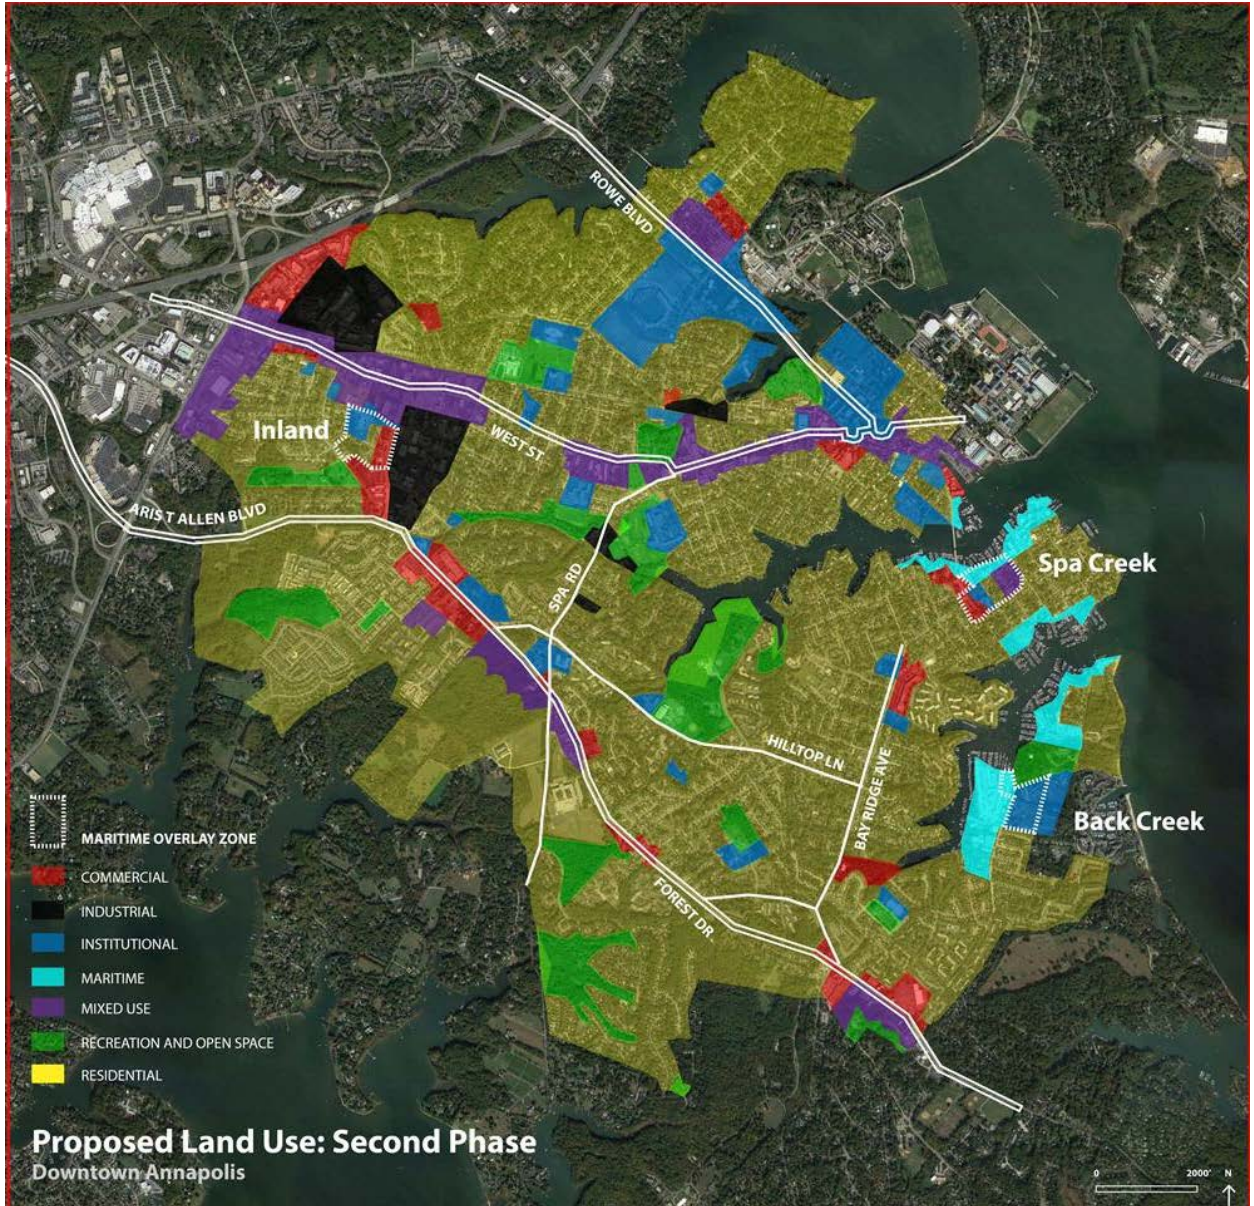 ROWE BLVD
Inland
WEST ST
ARIS T ALLEN BLVD
SPA RD
Spa Creek
HILLTOP LN
BAY RIDGE AVE
Back Creek
FOREST DR
MARITIME OVERLAY ZONE
COMMERCIAL
INDUSTRIAL
INSTITUTIONAL
MARITIME
MIXED USE
RECREATION AND OPEN SPACE
RESIDENTIAL
Proposed Land Use: Second Phase
Downtown Annapolis
0 2000' N